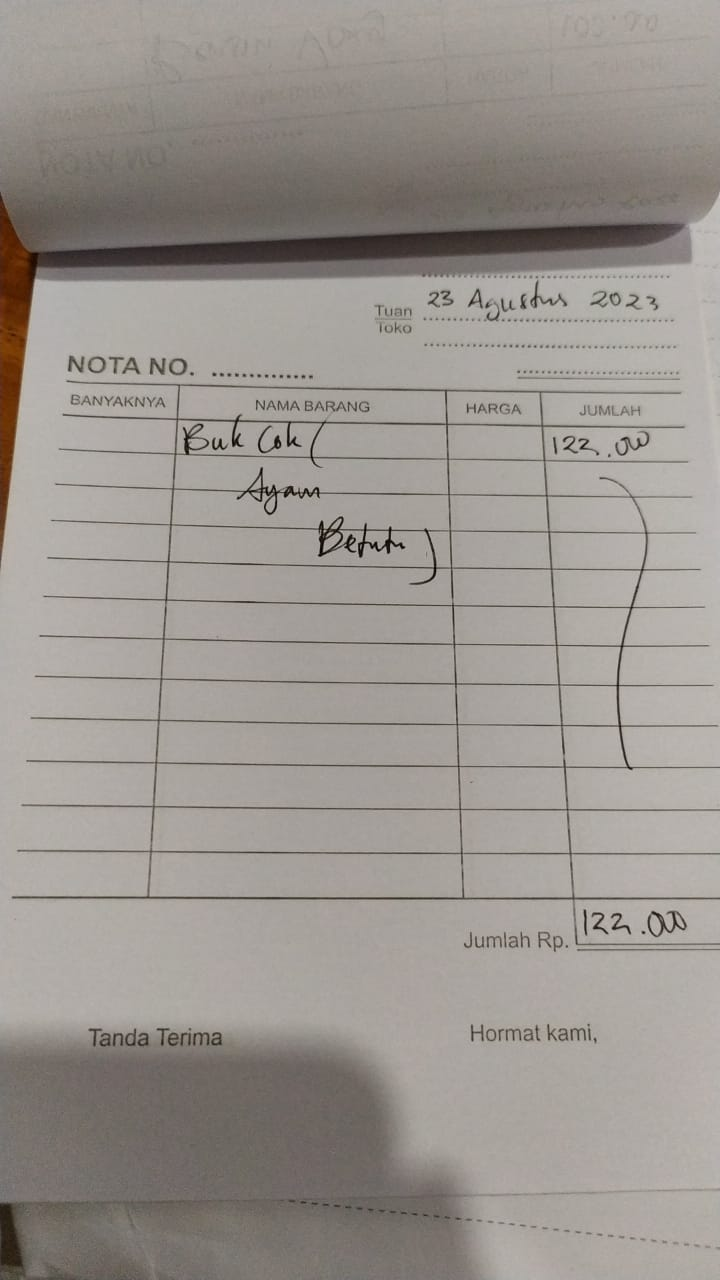 23 Agustus 2023
Tuan
Toko
NOTA NO. ..............
BANYAKNYA NAMA BARANG HARGA JUMLAH
Buk Cok ( 122.000
Ayam
Betutu )
Jumlah Rp. 122.000
Tanda Terima Hormat kami,